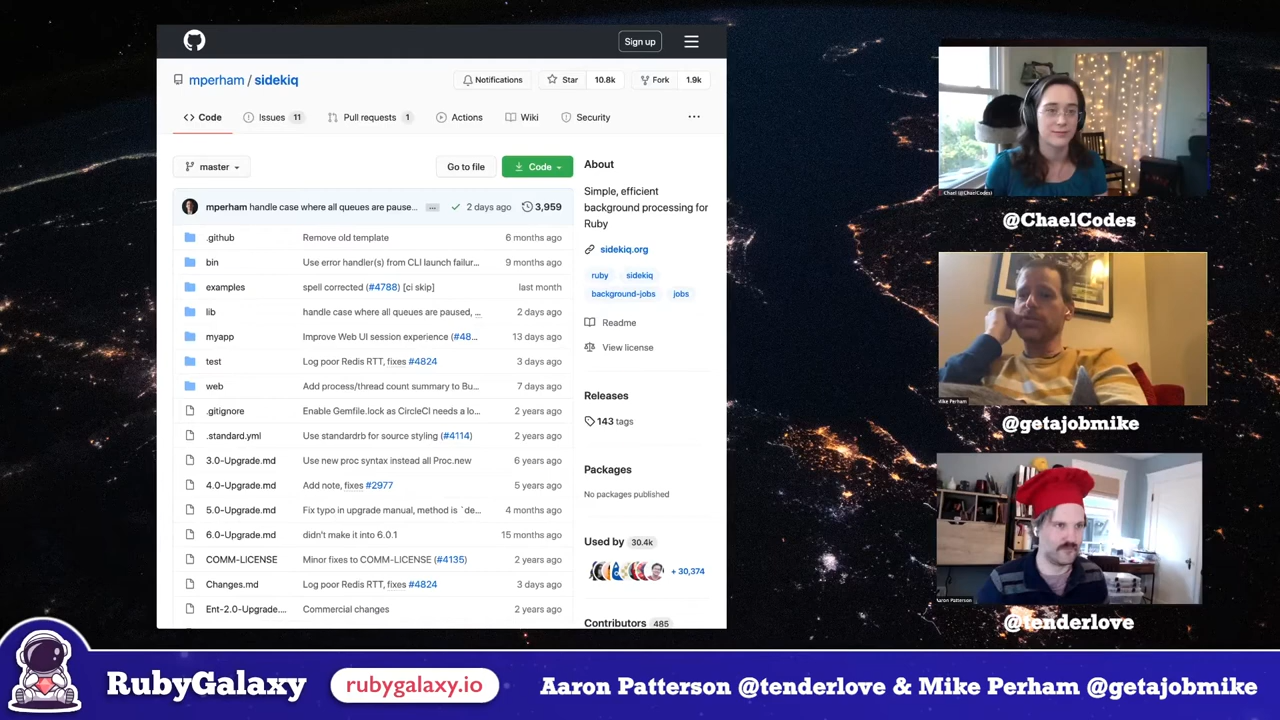 Sign up
mperham / sidekiq
Notifications
Star 10.8k
Fork 1.9k
Code
Issues 11
Pull requests 1
Actions
Wiki
Security
...
master
Go to file
Code
mperham handle case where all queues are pause... ... 2 days ago 3,959
.github Remove old template 6 months ago
bin Use error handler(s) from CLI launch failur... 9 months ago
examples spell corrected (#4788) [ci skip] last month
lib handle case where all queues are paused, ... 2 days ago
myapp Improve Web UI session experience (#48... 13 days ago
test Log poor Redis RTT, fixes #4824 3 days ago
web Add process/thread count summary to Bu... 7 days ago
.gitignore Enable Gemfile.lock as CircleCI needs a lo... 2 years ago
.standard.yml Use standardrb for source styling (#4114) 2 years ago
3.0-Upgrade.md Use new proc syntax instead all Proc.new 6 years ago
4.0-Upgrade.md Add note, fixes #2977 5 years ago
5.0-Upgrade.md Fix typo in upgrade manual, method is `de... 4 months ago
6.0-Upgrade.md didn't make it into 6.0.1 15 months ago
COMM-LICENSE Minor fixes to COMM-LICENSE (#4135) 2 years ago
Changes.md Log poor Redis RTT, fixes #4824 3 days ago
Ent-2.0-Upgrade.... Commercial changes 2 years ago
About
Simple, efficient
background processing for
Ruby
sidekiq.org
ruby sidekiq
background-jobs jobs
Readme
View license
Releases
143 tags
Packages
No packages published
Used by 30.4k
+ 30,374
Contributors 485
Chael (@ChaelCodes)
@ChaelCodes
Mike Perham
@getajobmike
Aaron Patterson
@tenderlove
RubyGalaxy
rubygalaxy.io
Aaron Patterson @tenderlove & Mike Perham @getajobmike